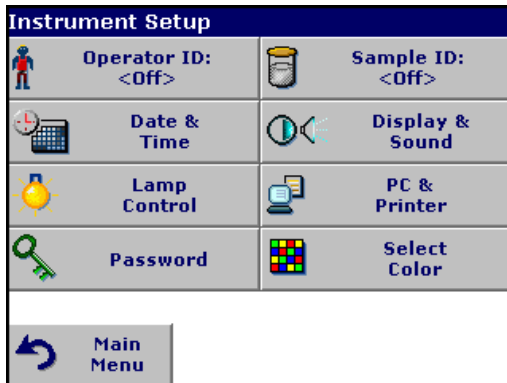 Instrument Setup
Operator ID:
<Off>
Sample ID:
<Off>
Date &
Time
Display &
Sound
Lamp
Control
PC &
Printer
Password
Select
Color
Main
Menu